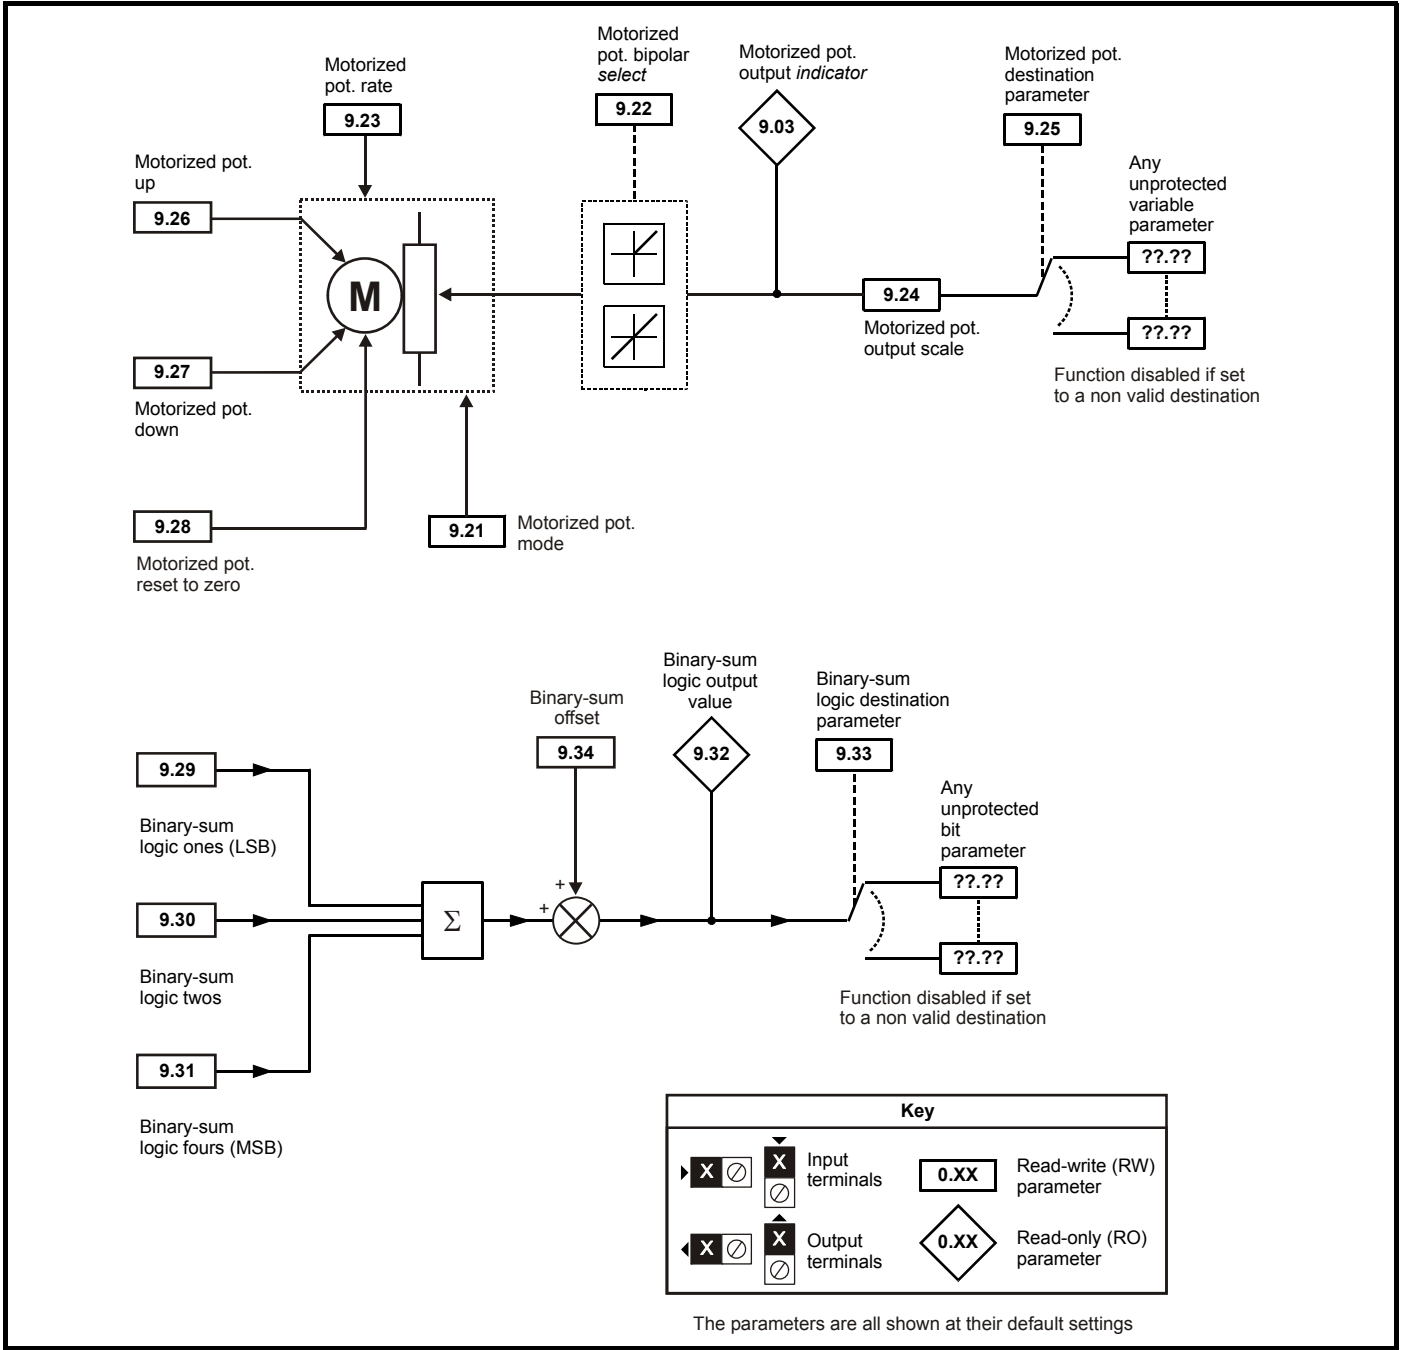 Motorized
pot. rate
9.23
Motorized
pot. bipolar
select
9.22
Motorized pot.
output indicator
9.03
Motorized pot.
destination
parameter
9.25
Any
unprotected
variable
parameter
??.??
??.??
Function disabled if set
to a non valid destination
Motorized pot.
up
9.26
M
9.24
Motorized pot.
output scale
9.27
Motorized pot.
down
9.28
Motorized pot.
reset to zero
9.21
Motorized pot.
mode
Binary-sum
offset
9.34
Binary-sum
logic output
value
9.32
Binary-sum
logic destination
parameter
9.33
Any
unprotected
bit
parameter
??.??
??.??
Function disabled if set
to a non valid destination
9.29
Binary-sum
logic ones (LSB)
9.30
Binary-sum
logic twos
9.31
Binary-sum
logic fours (MSB)
Σ
+
+
Key
X
X
Input
terminals
0.XX
Read-write (RW)
parameter
X
X
Output
terminals
0.XX
Read-only (RO)
parameter
The parameters are all shown at their default settings